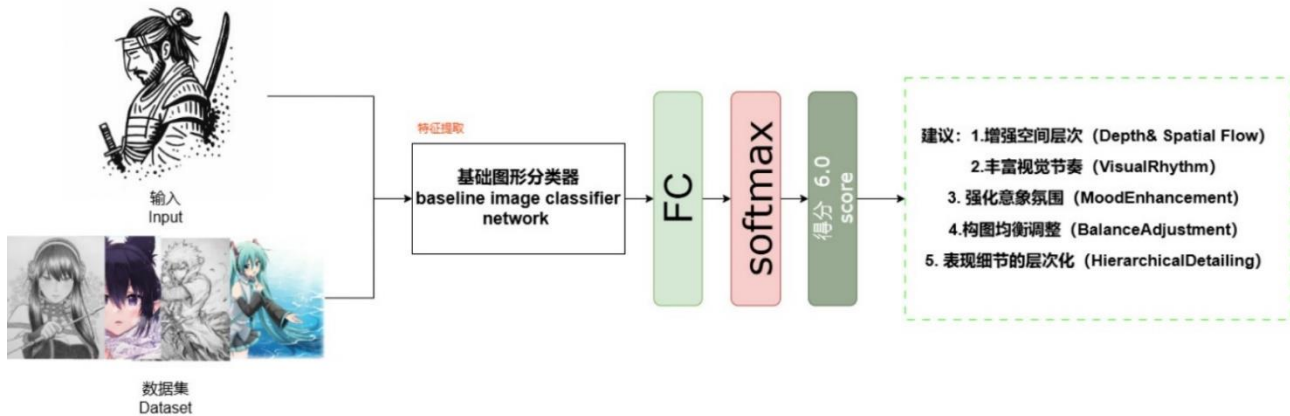 输入
Input
数据集
Dataset
特征提取
基础图形分类器
baseline image classifier
network
FC
softmax
得分 6.0
score
建议：1.增强空间层次（Depth& Spatial Flow）
2.丰富视觉节奏（VisualRhythm）
3. 强化意象氛围（MoodEnhancement）
4.构图均衡调整（BalanceAdjustment）
5. 表现细节的层次化（HierarchicalDetailing）